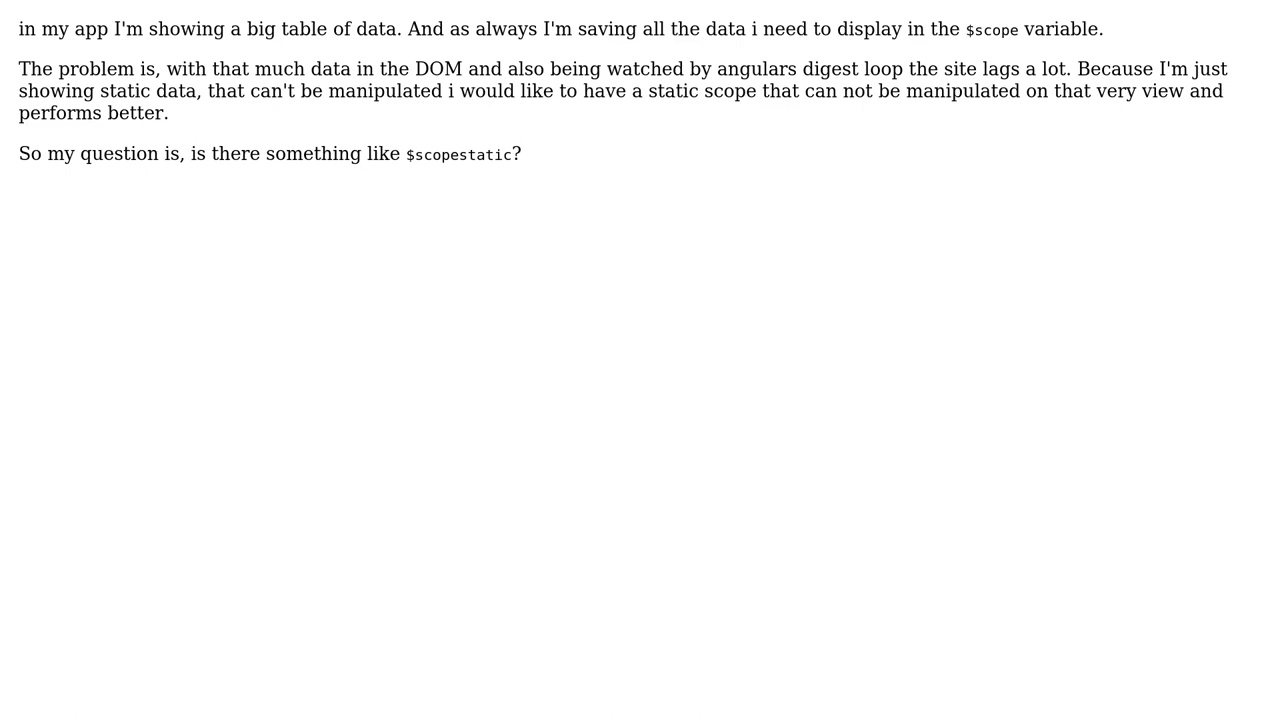 in my app I'm showing a big table of data. And as always I'm saving all the data i need to display in the $scope variable.
The problem is, with that much data in the DOM and also being watched by angulars digest loop the site lags a lot. Because I'm just
showing static data, that can't be manipulated i would like to have a static scope that can not be manipulated on that very view and
performs better.
So my question is, is there something like $scopestatic?